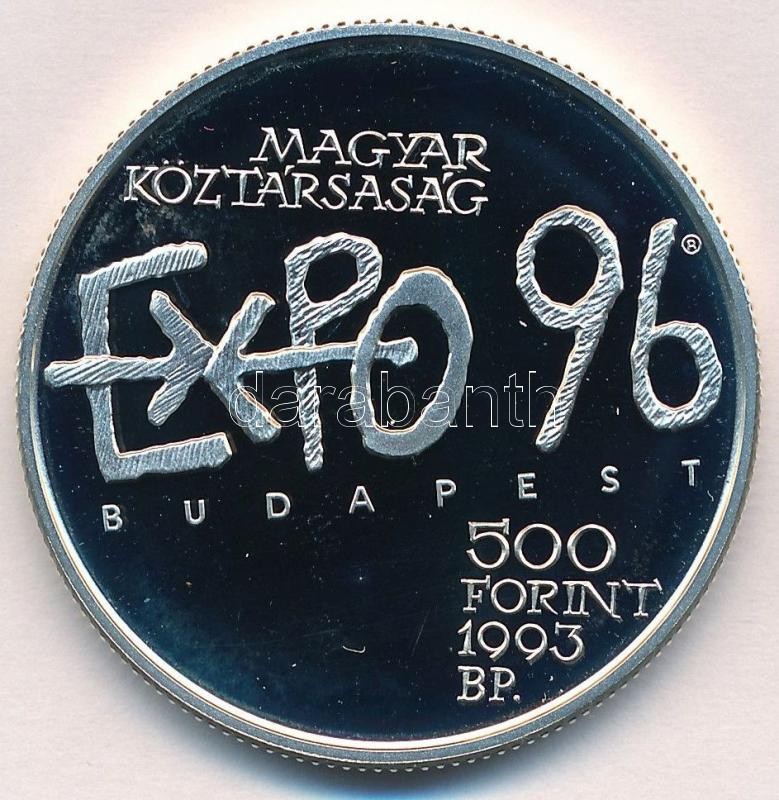 MAGYAR
KÖZTÁRSASÁG
EXPO 96 ®
darabanth
BUDAPEST
500
FORINT
1993
BP.